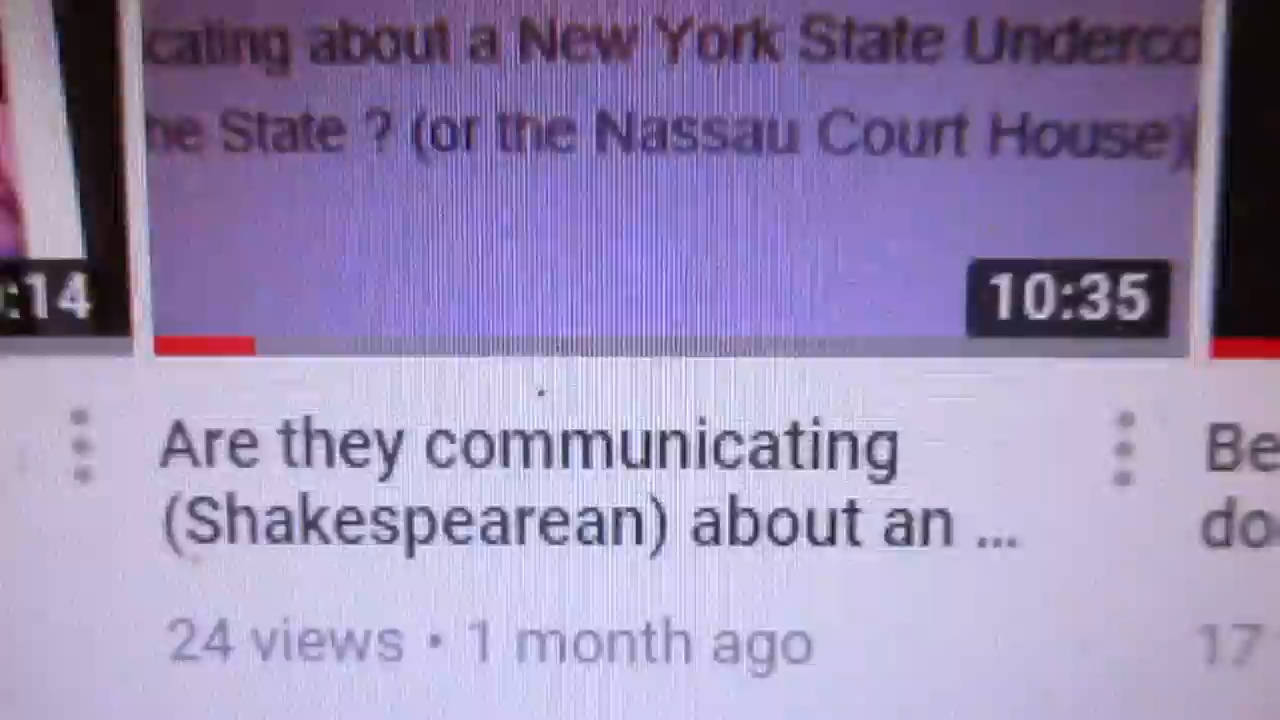 cating about a New York State Underco
he State ? (or the Nassau Court House)
:14
10:35
Are they communicating
(Shakespearean) about an ...
24 views • 1 month ago
Be
do
17